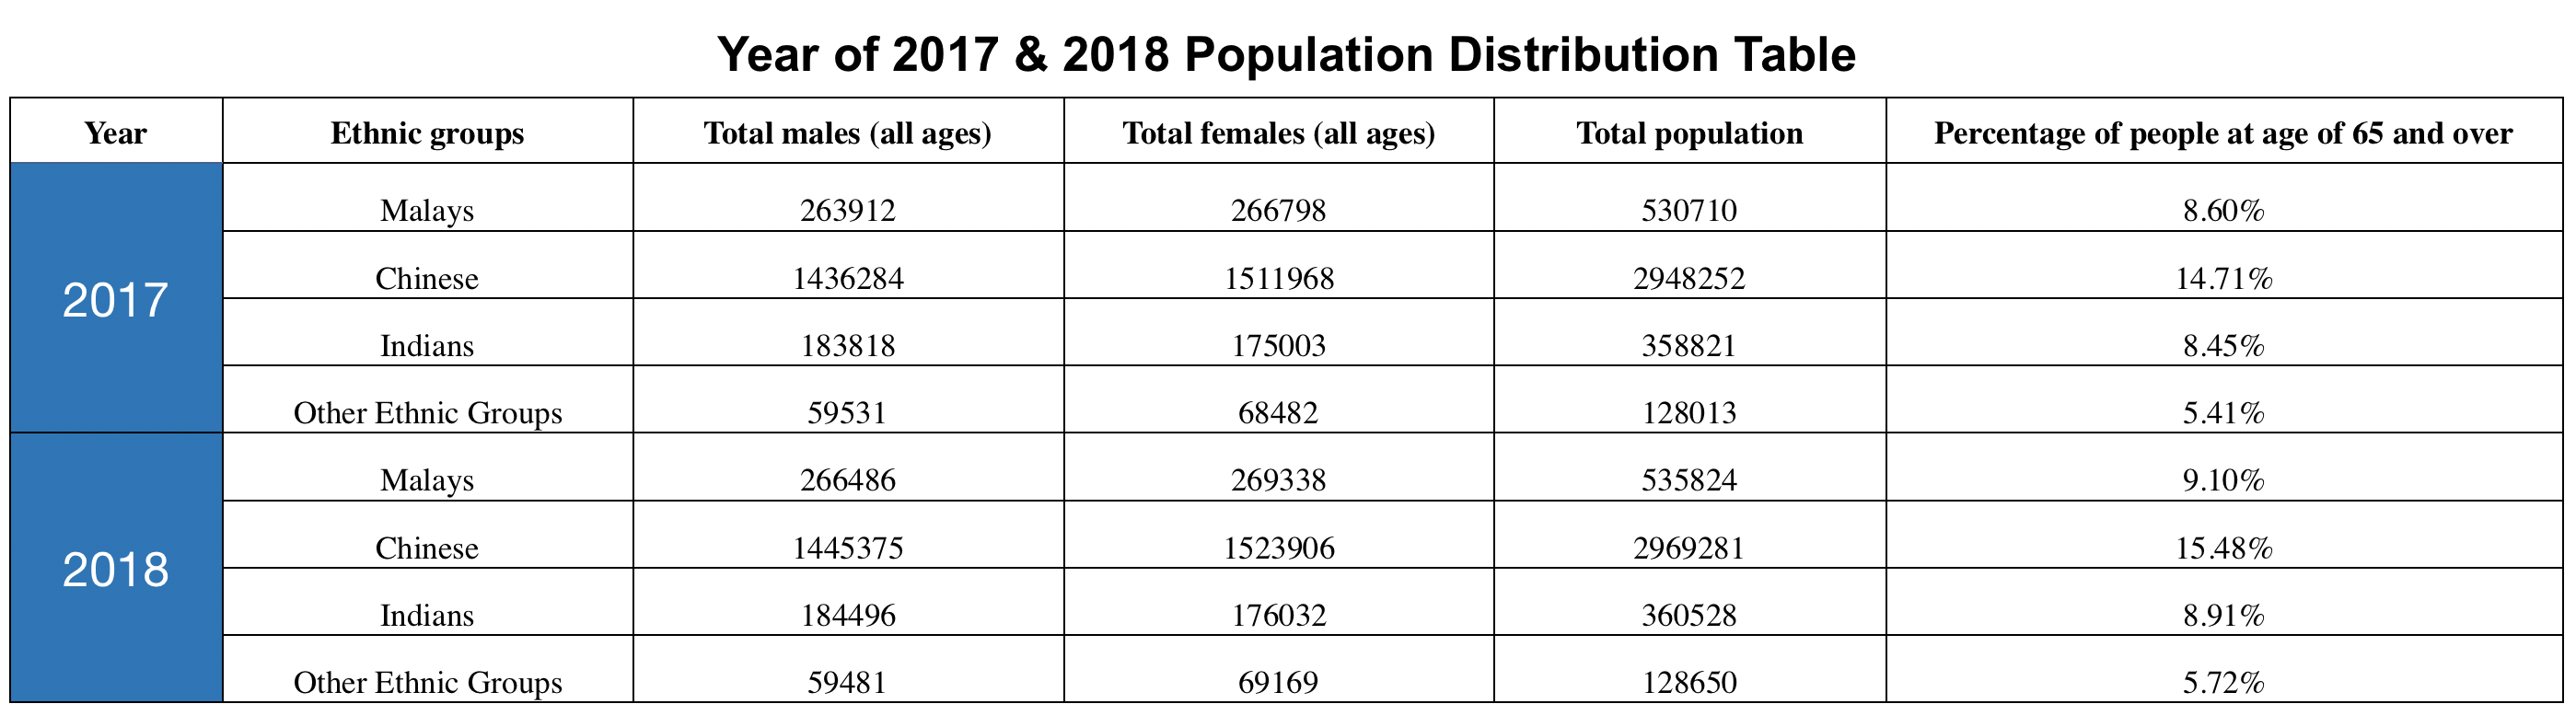 Year of 2017 & 2018 Population Distribution Table
Year Ethnic groups Total males (all ages) Total females (all ages) Total population Percentage of people at age of 65 and over
2017
Malays 263912 266798 530710 8.60%
Chinese 1436284 1511968 2948252 14.71%
Indians 183818 175003 358821 8.45%
Other Ethnic Groups 59531 68482 128013 5.41%
2018
Malays 266486 269338 535824 9.10%
Chinese 1445375 1523906 2969281 15.48%
Indians 184496 176032 360528 8.91%
Other Ethnic Groups 59481 69169 128650 5.72%